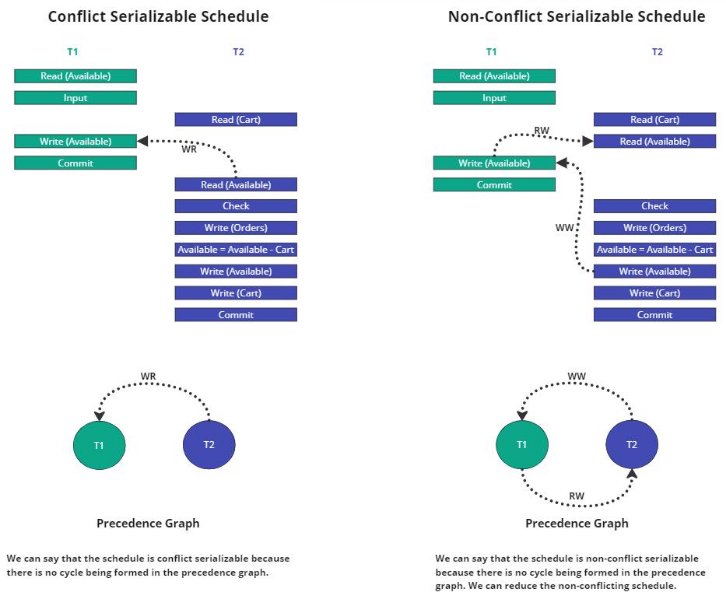 Conflict Serializable Schedule
T1
T2
Read (Available)
Input
Read (Cart)
Write (Available)
WR
Commit
Read (Available)
Check
Write (Orders)
Available = Available - Cart
Write (Available)
Write (Cart)
Commit
WR
T1
T2
Precedence Graph
We can say that the schedule is conflict serializable because
there is no cycle being formed in the precedence graph.
Non-Conflict Serializable Schedule
T1
T2
Read (Available)
Input
Read (Cart)
RW
Read (Available)
Write (Available)
Commit
Check
WW
Write (Orders)
Available = Available - Cart
Write (Available)
Write (Cart)
Commit
WW
T1
T2
RW
Precedence Graph
We can say that the schedule is non-conflict serializable
because there is no cycle being formed in the precedence
graph. We can reduce the non-conflicting schedule.